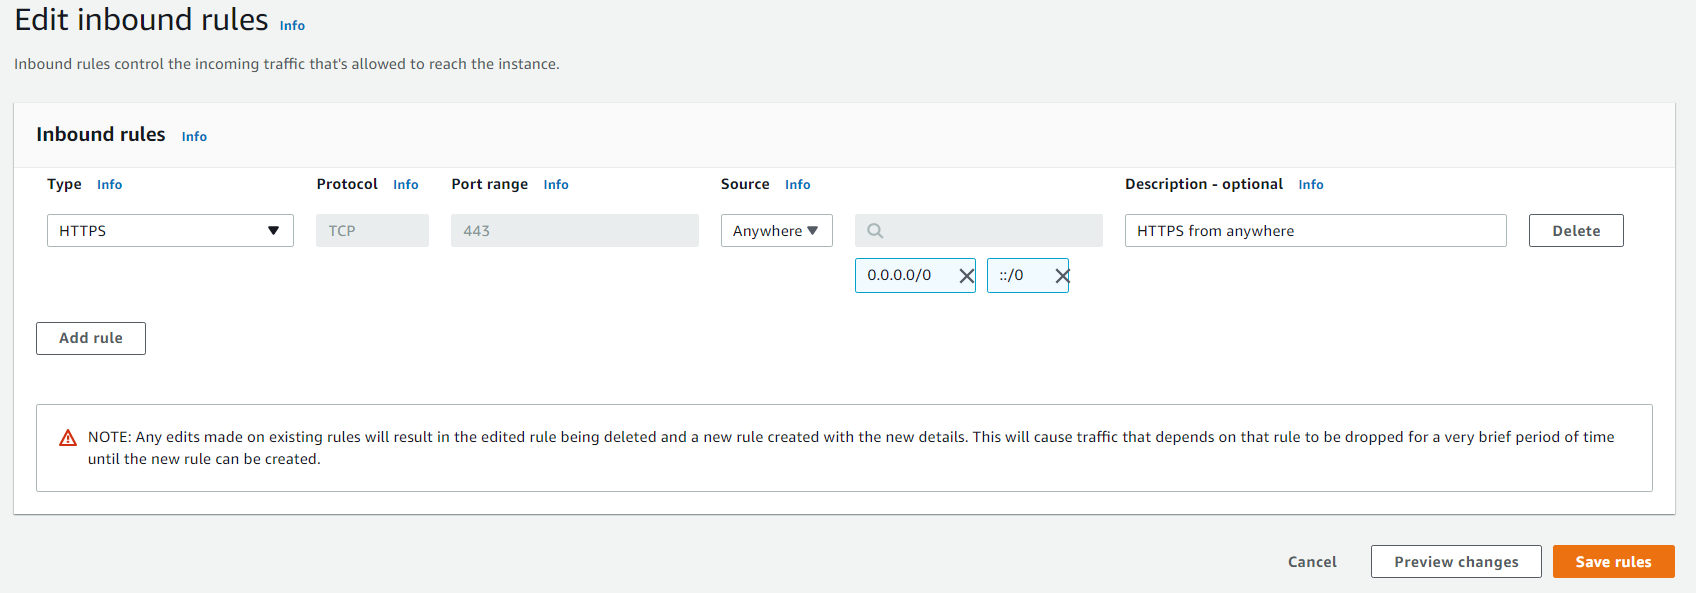 Edit inbound rules Info
Inbound rules control the incoming traffic that's allowed to reach the instance.
Inbound rules Info
Type Info Protocol Info Port range Info Source Info Description - optional Info
HTTPS TCP 443 Anywhere HTTPS from anywhere Delete
0.0.0.0/0 ::/0
Add rule
NOTE: Any edits made on existing rules will result in the edited rule being deleted and a new rule created with the new details. This will cause traffic that depends on that rule to be dropped for a very brief period of time
until the new rule can be created.
Cancel Preview changes Save rules